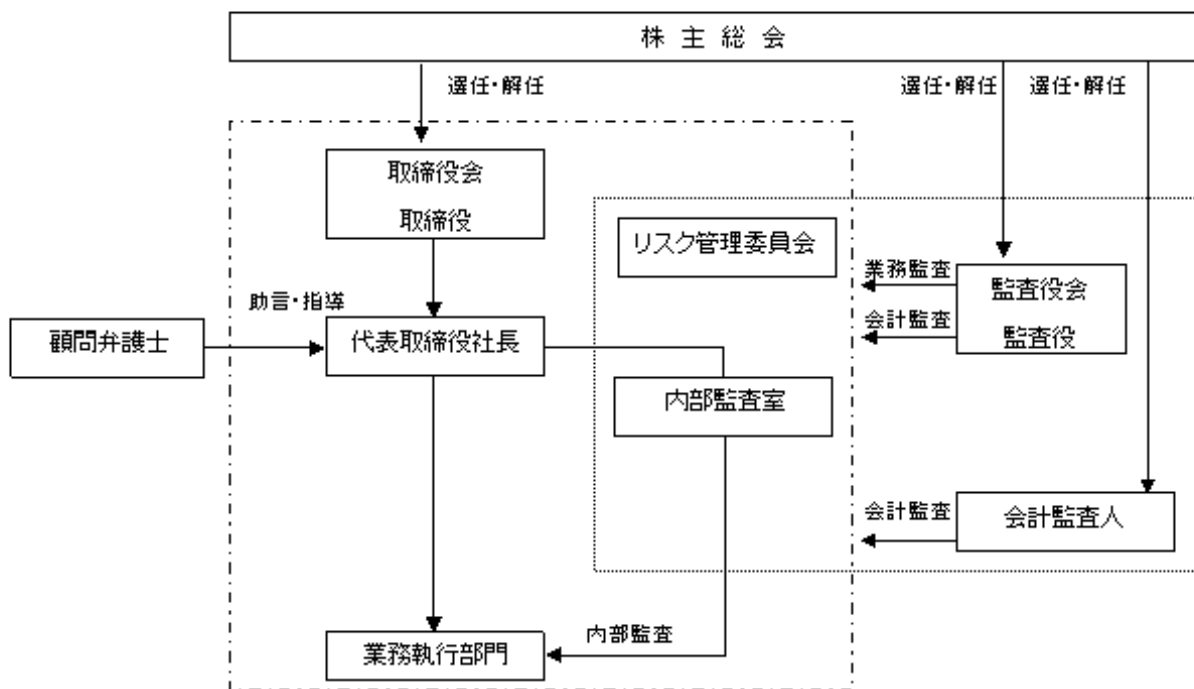 株主総会
選任・解任
選任・解任
選任・解任
取締役会
取締役
リスク管理委員会
業務監査
監査役会
助言・指導
会計監査
監査役
顧問弁護士
代表取締役社長
内部監査室
会計監査
会計監査人
内部監査
業務執行部門